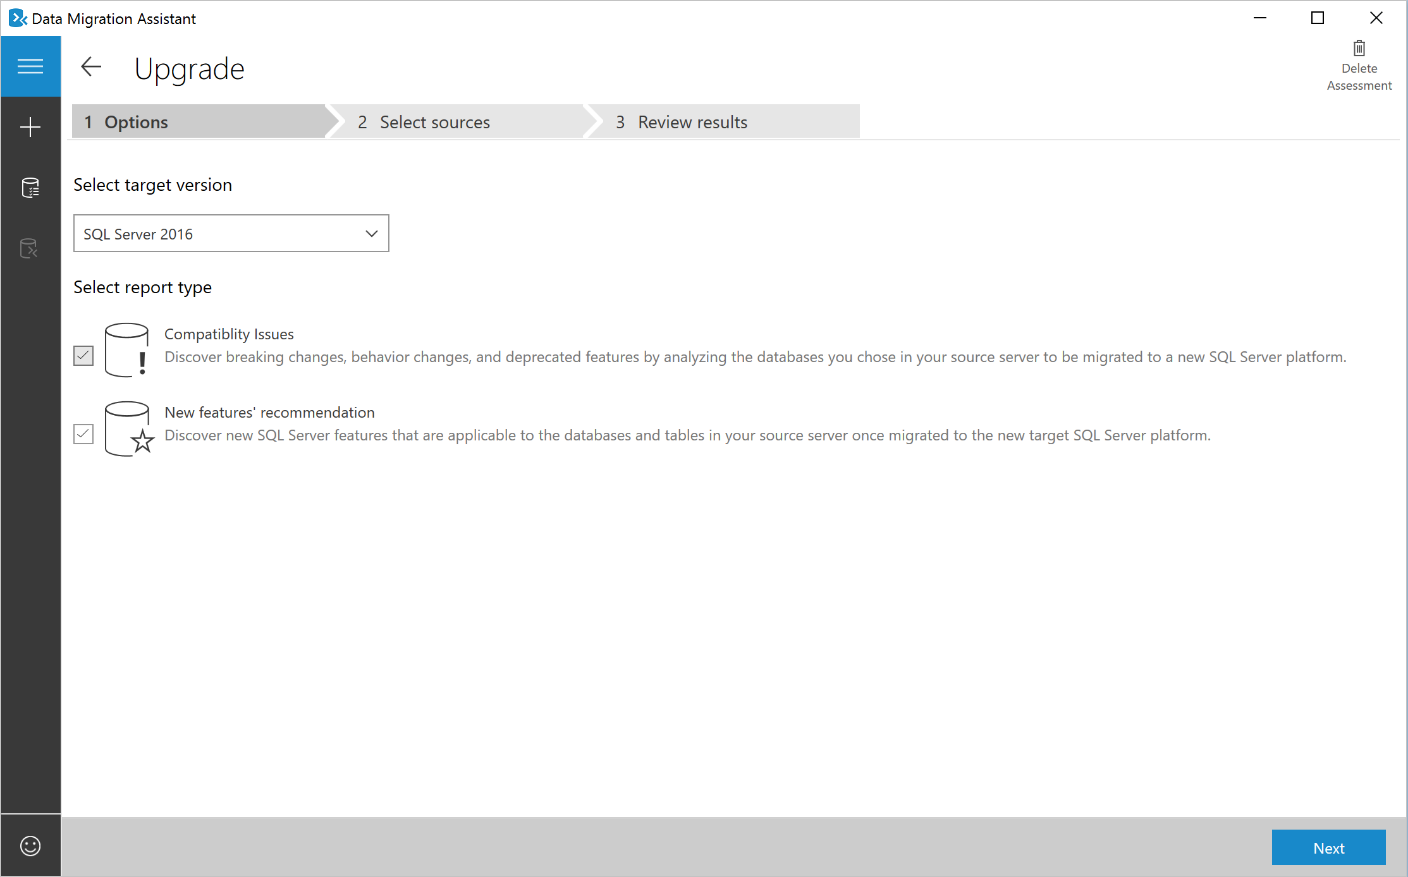 Data Migration Assistant
Upgrade
Delete
Assessment
1 Options
2 Select sources
3 Review results
Select target version
SQL Server 2016
Select report type
Compatiblity Issues
Discover breaking changes, behavior changes, and deprecated features by analyzing the databases you chose in your source server to be migrated to a new SQL Server platform.
New features' recommendation
Discover new SQL Server features that are applicable to the databases and tables in your source server once migrated to the new target SQL Server platform.
Next